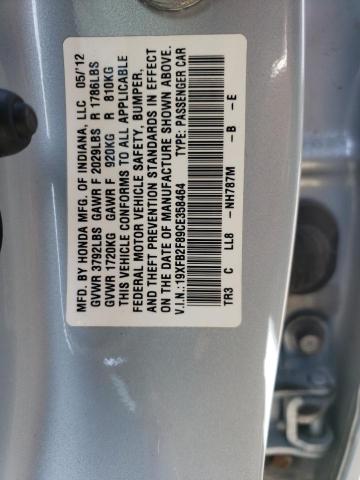 MFD. BY HONDA MFG. OF INDIANA, LLC 05/'12
GVWR 3792LBS GAWR F 2029LBS R 1786LBS
GVWR 1720KG GAWR F 920KG R 810KG
THIS VEHICLE CONFORMS TO ALL APPLICABLE
FEDERAL MOTOR VEHICLE SAFETY, BUMPER,
AND THEFT PREVENTION STANDARDS IN EFFECT
ON THE DATE OF MANUFACTURE SHOWN ABOVE.
V.I.N.: 19XFB2F89CE358464 TYPE: PASSENGER CAR
TR3 C LL8 - NH787M - B - E